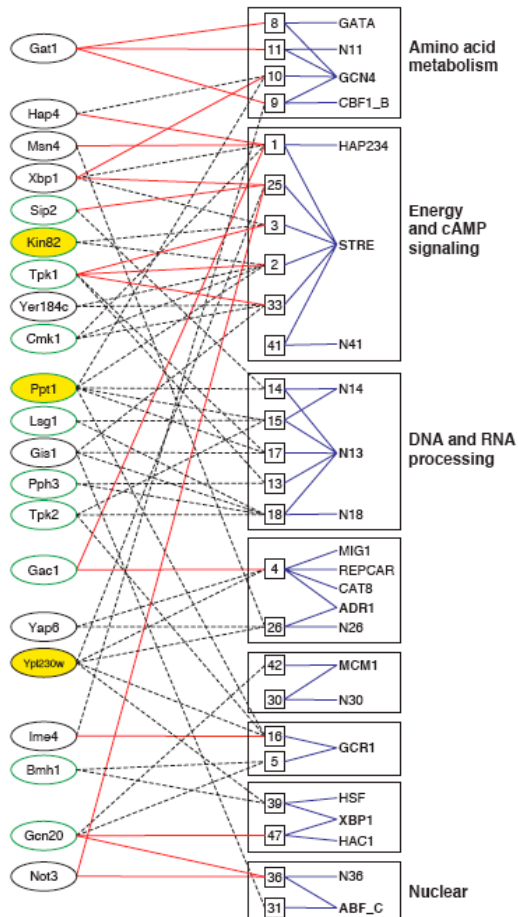 Gat1
Hap4
Msn4
Xbp1
Sip2
Kin82
Tpk1
Yer184c
Cmk1
Ppt1
Lsg1
Gis1
Pph3
Tpk2
Gac1
Yap6
Ypl230w
Ime4
Bmh1
Gcn20
Not3
8 GATA
11 N11
10 GCN4
9 CBF1_B
Amino acid
metabolism
1 HAP234
25
3 STRE
2
33
41 N41
Energy
and cAMP
signaling
14 N14
15
17 N13
13
18 N18
DNA and RNA
processing
MIG1
4 REPCAR
CAT8
ADR1
26 N26
42 MCM1
30 N30
16
GCR1
5
HSF
39
XBP1
47
HAC1
36 N36
31 ABF_C
Nuclear